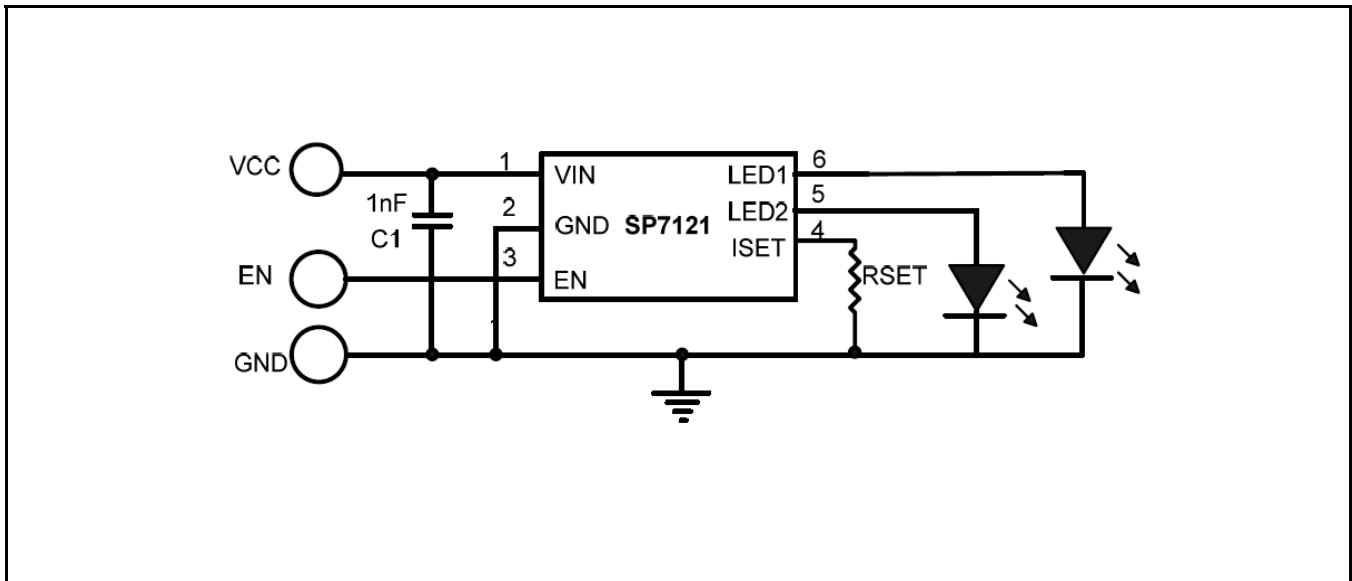 VCC
1nF
C1
EN
GND
1
2
3
VIN
GND
EN
SP7121
LED1
LED2
ISET
6
5
4
RSET